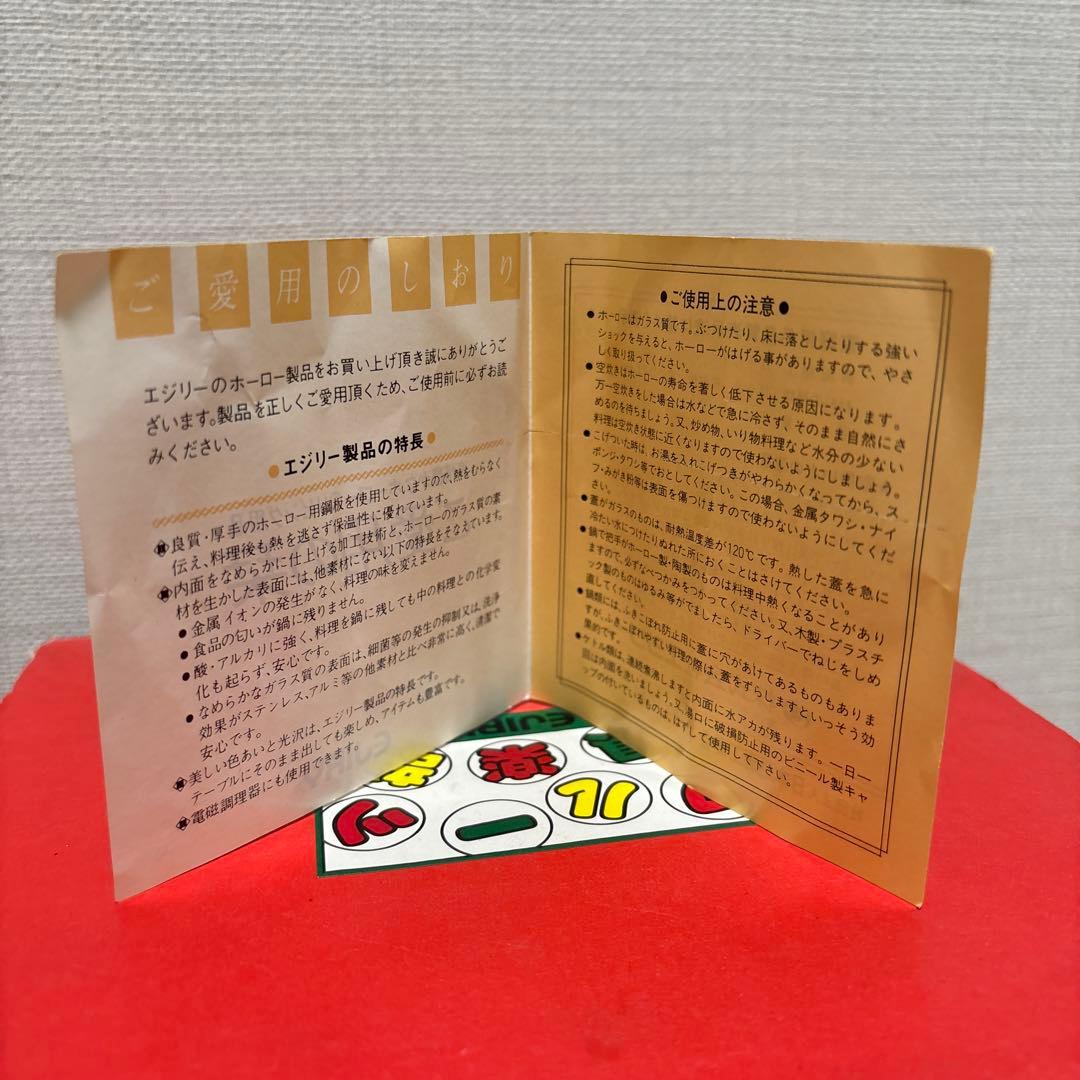 ご愛用のしおり
エジリーのホーロー製品をお買い上げ頂き誠にありがとうご
ざいます。製品を正しくご愛用頂くため、ご使用前に必ずお読
みください。
●エジリー製品の特長●
良質・厚手のホーロー用鋼板を使用していますので、熱をむらなく
伝え、料理後も熱を逃さず保温性に優れています。
内面をなめらかに仕上げる加工技術と、ホーローのガラス質の素
材を生かした表面には、他素材にない以下の特長をそなえています。
●金属イオンの発生がなく、料理の味を変えません。
●食品の匂いが鍋に残りません。
●酸・アルカリに強く、料理を鍋に残しても中の料理との化学変
化も起らず、安心です。
●なめらかなガラス質の表面は、細菌等の発生の抑制又は、洗浄
効果がステンレス、アルミ等の他素材と比べ非常に高く、清潔で
安心です。
美しい色あいと光沢は、エジリー製品の特長です。
テーブルにそのまま出しても楽しめ、アイテムも豊富です。
電磁調理器にも使用できます。
●ご使用上の注意●
●ホーローはガラス質です。ぶつけたり、床に落としたりする強い
ショックを与えると、ホーローがはげる事がありますので、やさ
しく取り扱ってください。
●空炊きはホーローの寿命を著しく低下させる原因になります。
万一空炊きをした場合は水などで急に冷さず、そのまま自然にさ
めるのを待ちましょう。又、炒め物、いり物料理など水分の少ない
料理は空炊き状態に近くなりますので使わないようにしましょう。
●こげついた時は、お湯を入れこげつきがやわらかくなってから、ス
ポンジ・タワシ等でおとしてください。この場合、金属タワシ・ナイ
フ・みがき粉等は表面を傷つけますので使わないようにしてくだ
さい。
●蓋がガラスのものは、耐熱温度差が120℃です。熱した蓋を急に
冷たい水につけたりぬれた所におくことはさけてください。
●鍋で把手がホーロー製・陶製のものは料理中熱くなることがあり
ますので、必ずなべつかみをつかってください。又、木製・プラスチ
ック製のものはゆるみ等がでましたら、ドライバーでねじをしめ
直してください。
●鍋類には、ふきこぼれ防止用に蓋に穴があけてあるものもありま
すが、ふきこぼれやすい料理の際は、蓋をずらしますといっそう効
果的です。
●ケトル類は、連続煮沸しますと内面に水アカが残ります。一日一
回は内面を洗いましょう。又、湯口に破損防止用のビニール製キャ
ップの付いているものは、はずして使用して下さい。
ツール